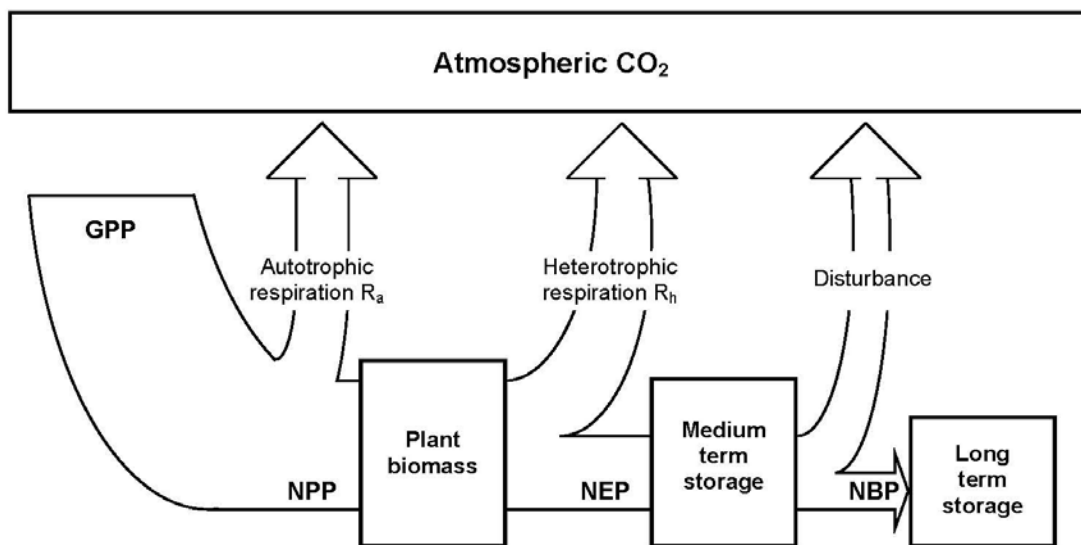 Atmospheric CO₂
GPP
Autotrophic
respiration Rₐ
Heterotrophic
respiration Rₕ
Disturbance
Plant
biomass
Medium
term
storage
Long
term
storage
NPP
NEP
NBP